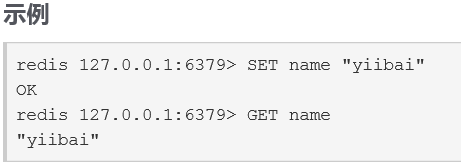 示例
redis 127.0.0.1:6379> SET name "yiibai"
OK
redis 127.0.0.1:6379> GET name
"yiibai"